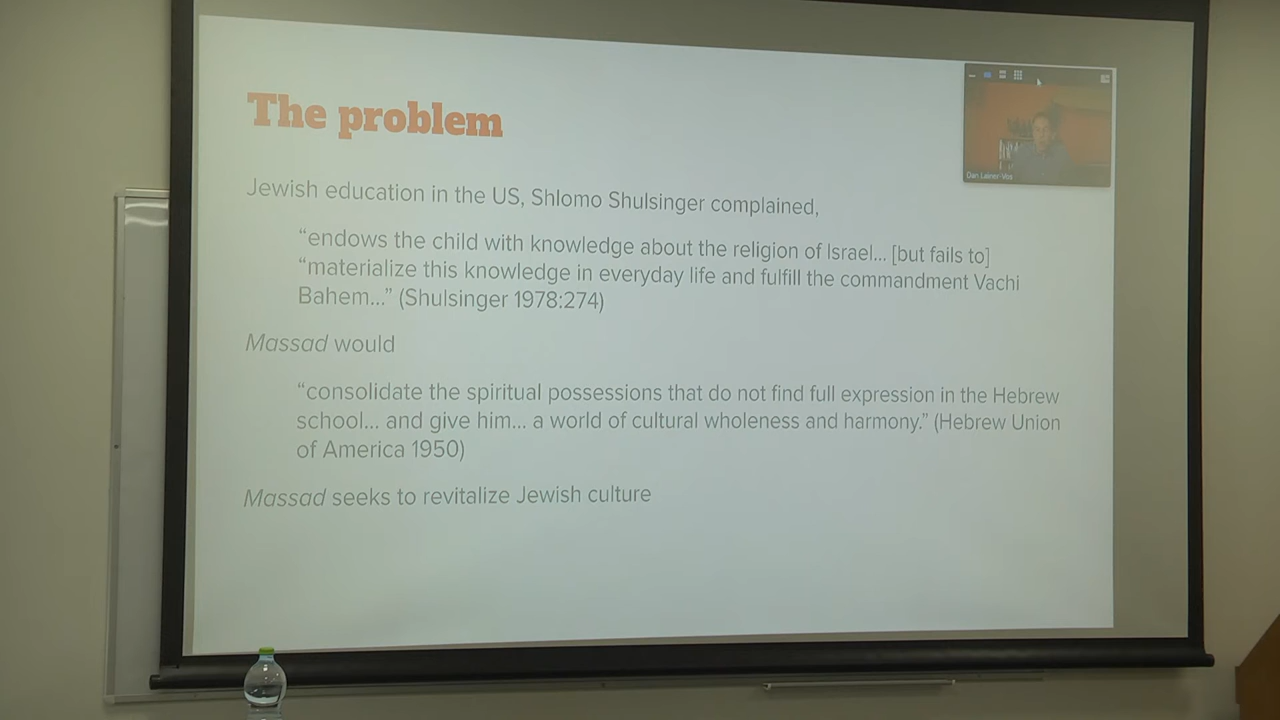 The problem
Dan Lainer-Vos
Jewish education in the US, Shlomo Shulsinger complained,
“endows the child with knowledge about the religion of Israel... [but fails to]
“materialize this knowledge in everyday life and fulfill the commandment Vachi
Bahem...” (Shulsinger 1978:274)
Massad would
“consolidate the spiritual possessions that do not find full expression in the Hebrew
school... and give him... a world of cultural wholeness and harmony.” (Hebrew Union
of America 1950)
Massad seeks to revitalize Jewish culture